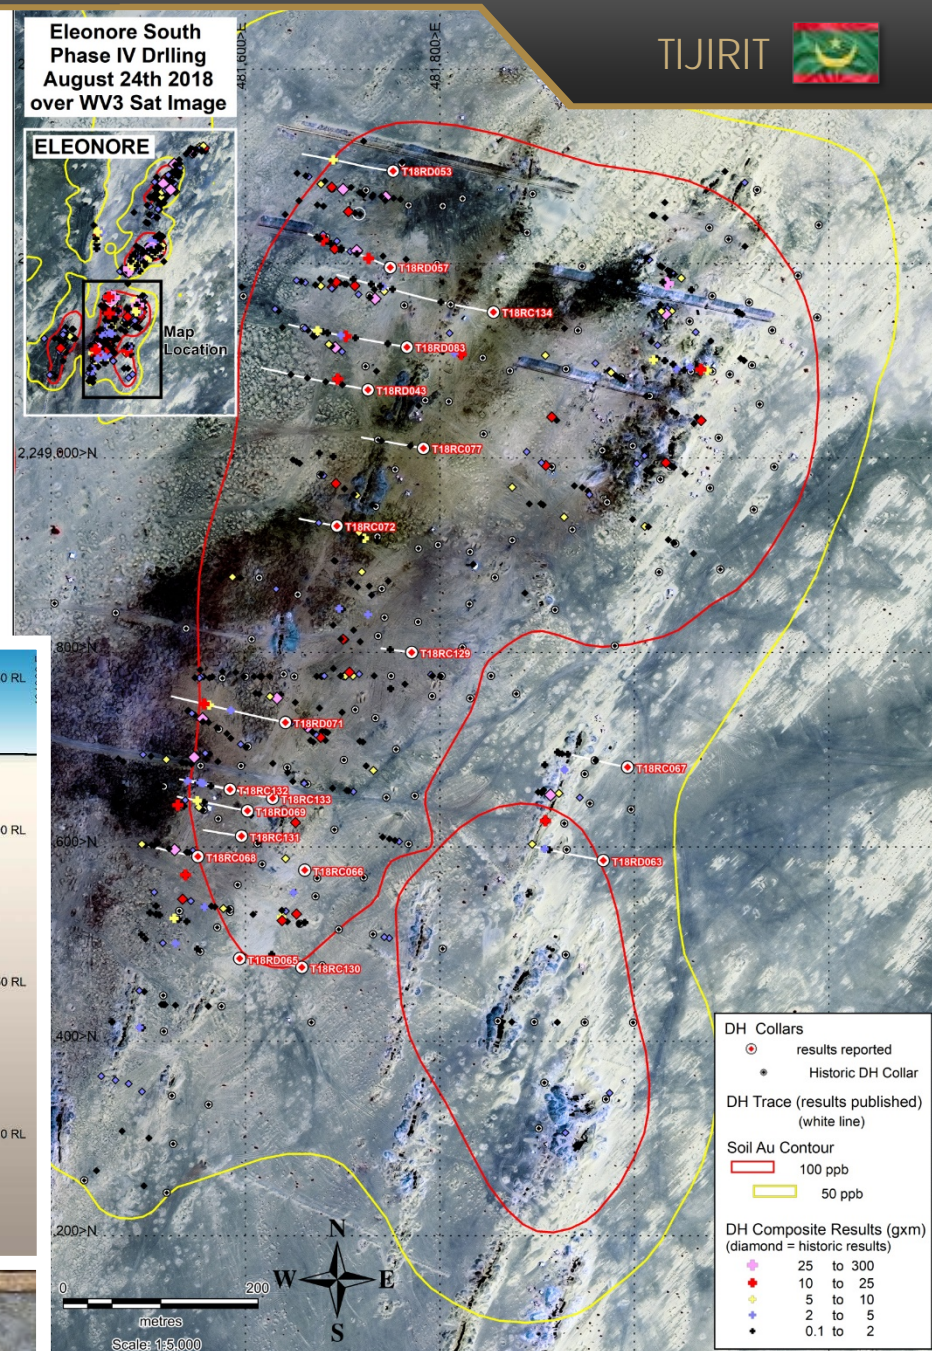 TIJIRIT
Eleonore South
Phase IV Drlling
August 24th 2018
over WV3 Sat Image
481,600>E
481,800>E
ELEONORE
Map
Location
T18RD053
T18RD057
T18RC134
T18RD083
T18RD043
T18RC077
2,249,000>N
T18RC072
800>N
T18RC129
T18RD071
T18RC067
T18RC132
T18RC133
T18RD069
T18RC131
600>N
T18RC068
T18RC066
T18RD063
T18RD065
T18RC130
400>N
200>N
0 RL
0 RL
0 RL
0 RL
N
W E
S
0 200
metres
Scale: 1:5,000
DH Collars
results reported
Historic DH Collar
DH Trace (results published)
(white line)
Soil Au Contour
100 ppb
50 ppb
DH Composite Results (gxm)
(diamond = historic results)
25 to 300
10 to 25
5 to 10
2 to 5
0.1 to 2